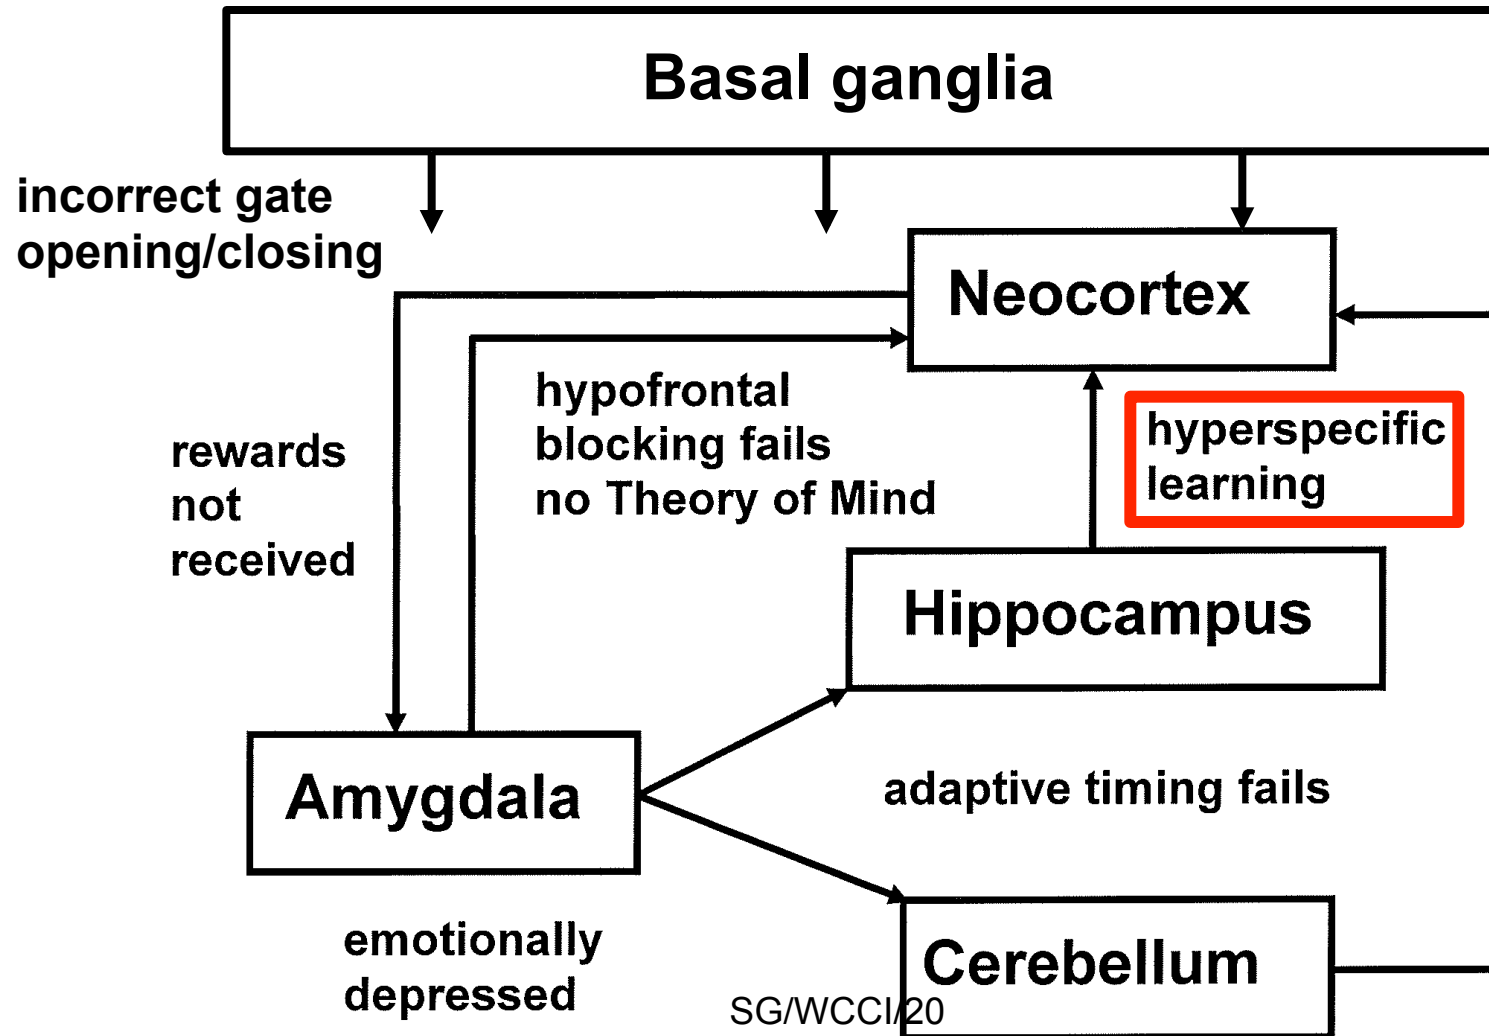 Basal ganglia
incorrect gate
opening/closing
Neocortex
hypofrontal
blocking fails
no Theory of Mind
hyperspecific
learning
rewards
not
received
Hippocampus
Amygdala
adaptive timing fails
emotionally
depressed
Cerebellum
SG/WCCI/20